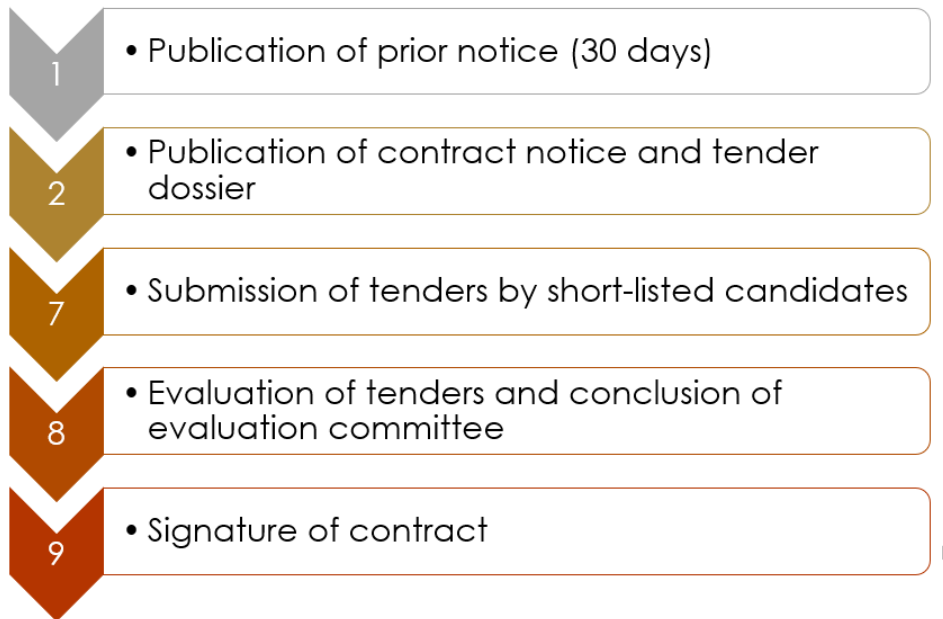 1
• Publication of prior notice (30 days)
2
• Publication of contract notice and tender
dossier
7
• Submission of tenders by short-listed candidates
8
• Evaluation of tenders and conclusion of
evaluation committee
9
• Signature of contract